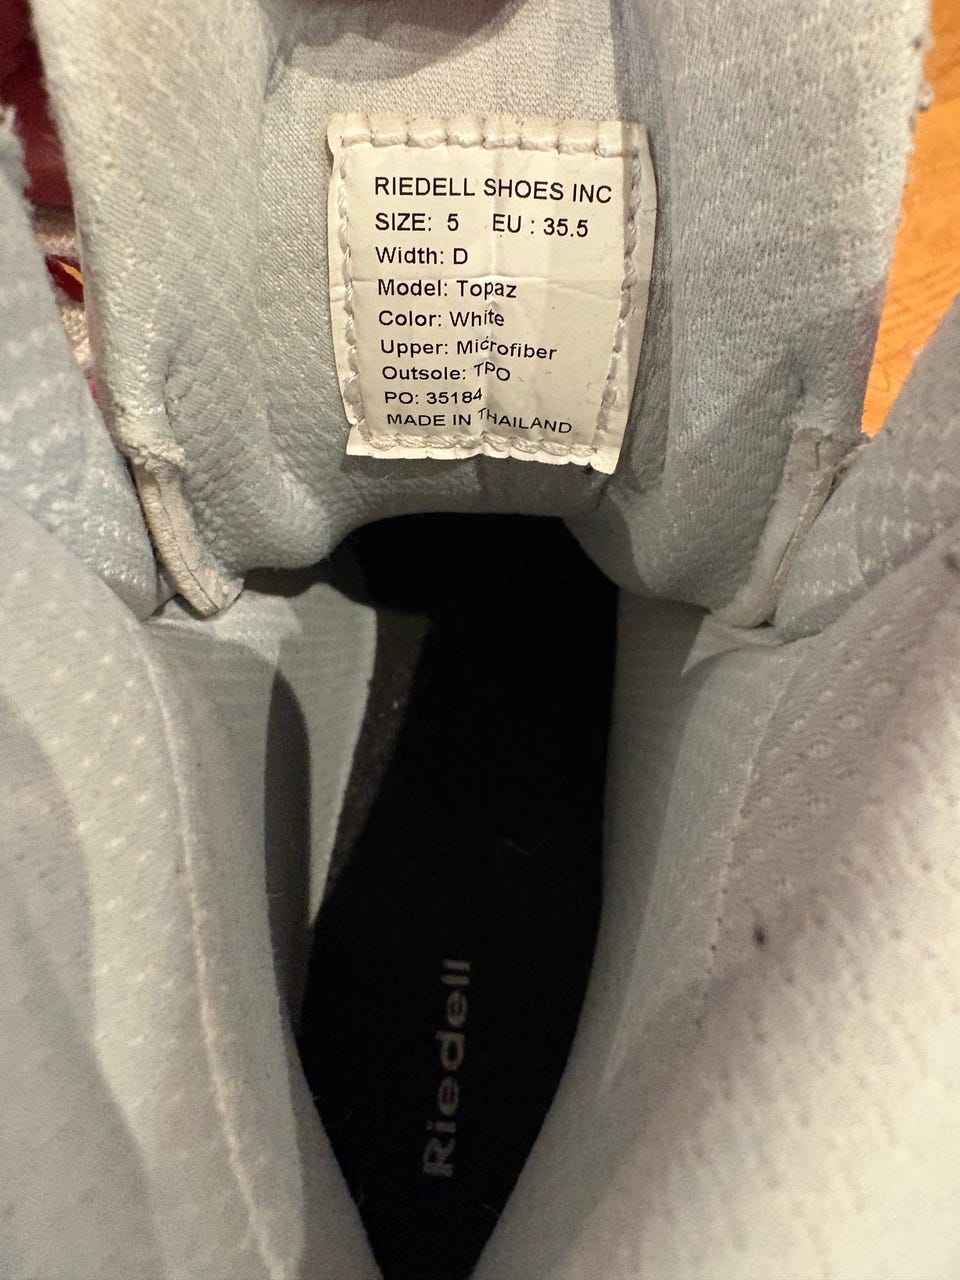 RIEDELL SHOES INC
SIZE: 5 EU : 35.5
Width: D
Model: Topaz
Color: White
Upper: Microfiber
Outsole: TPO
PO: 35184
MADE IN THAILAND
Riedell